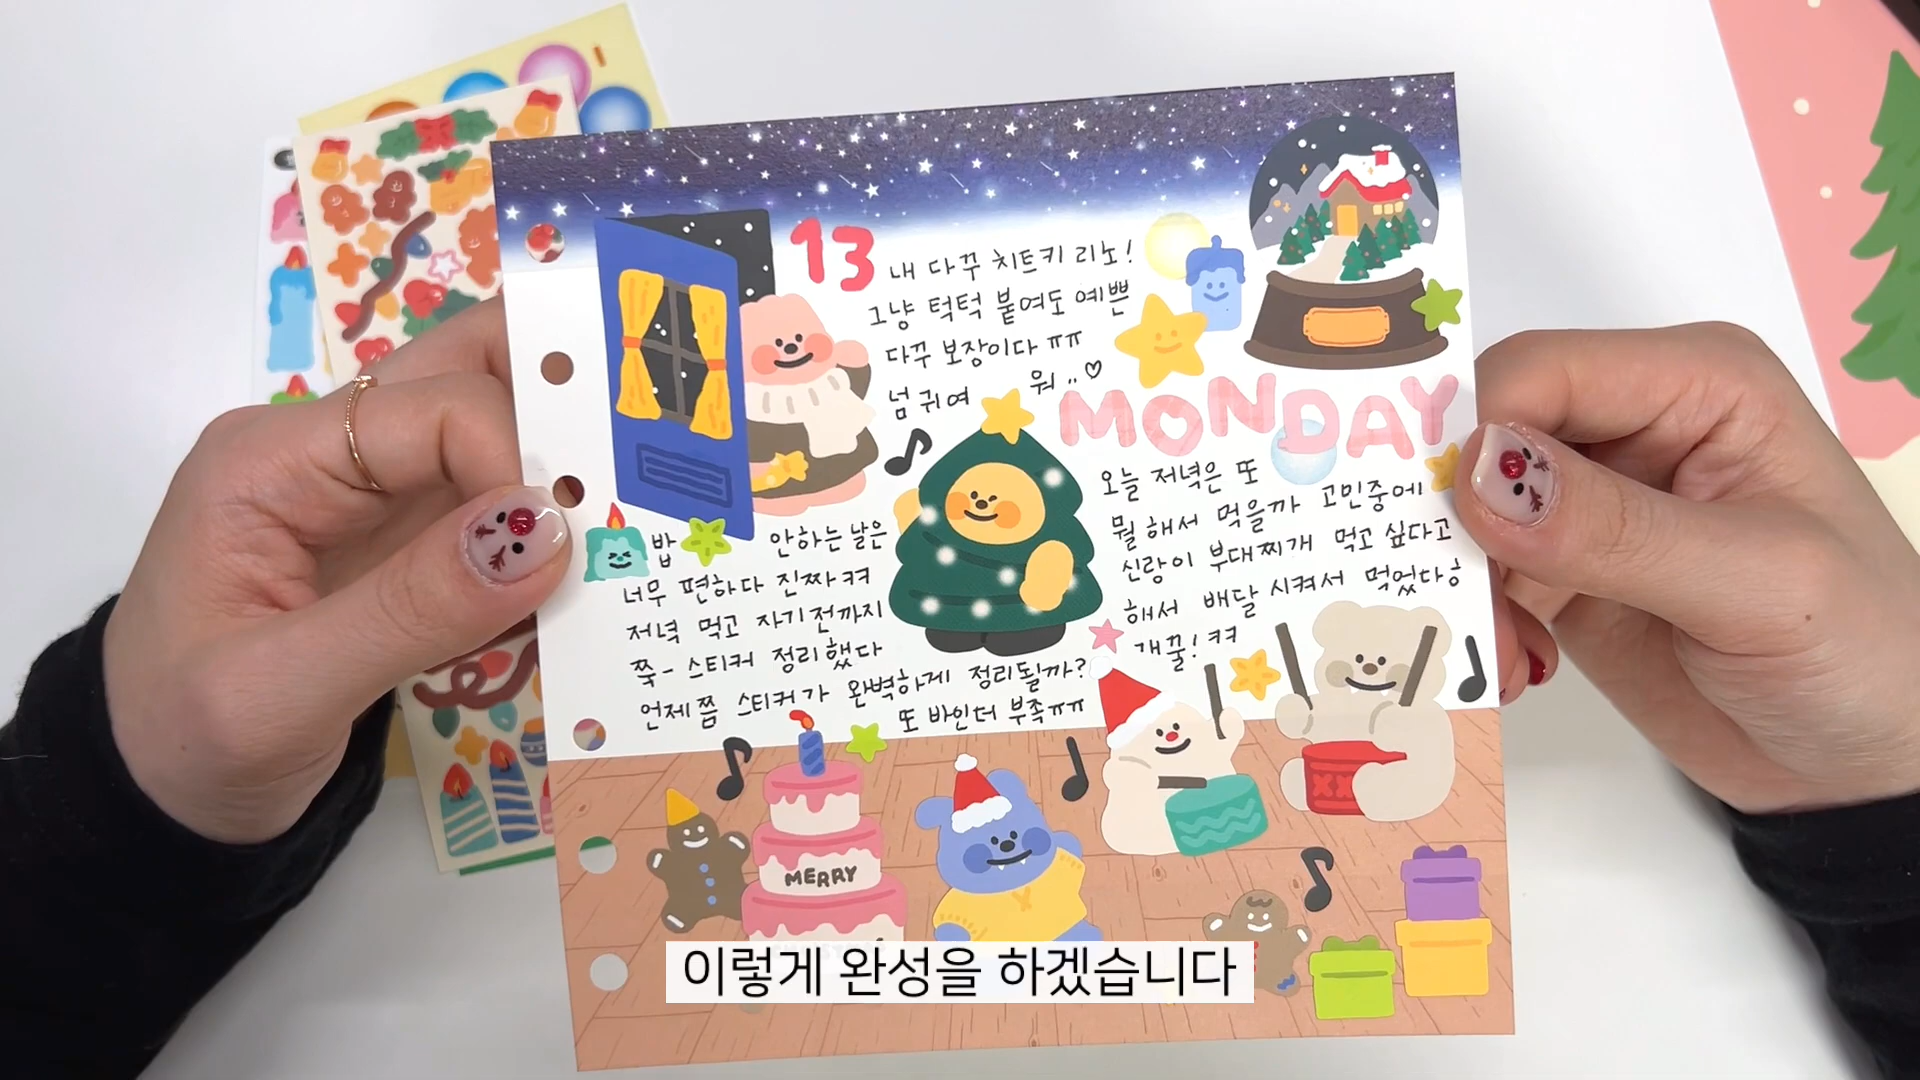 13
내 다꾸 치트키 리노!
그냥 턱턱 붙여도 예쁜
다꾸 보장이다 ㅠㅠ
넘 귀여워..♡
MONDAY
오늘 저녁은 또
뭘 해서 먹을까 고민중에
신랑이 부대찌개 먹고 싶다고
해서 배달 시켜서 먹었다ㅎ
개꿀! ㅋㅋ
밥 안하는 날은
너무 편하다 진짜 ㅋㅋ
저녁 먹고 자기 전까지
쭉- 스티커 정리했다
언제쯤 스티커가 완벽하게 정리될까?
또 바인더 부족ㅠㅠ
MERRY
이렇게 완성을 하겠습니다